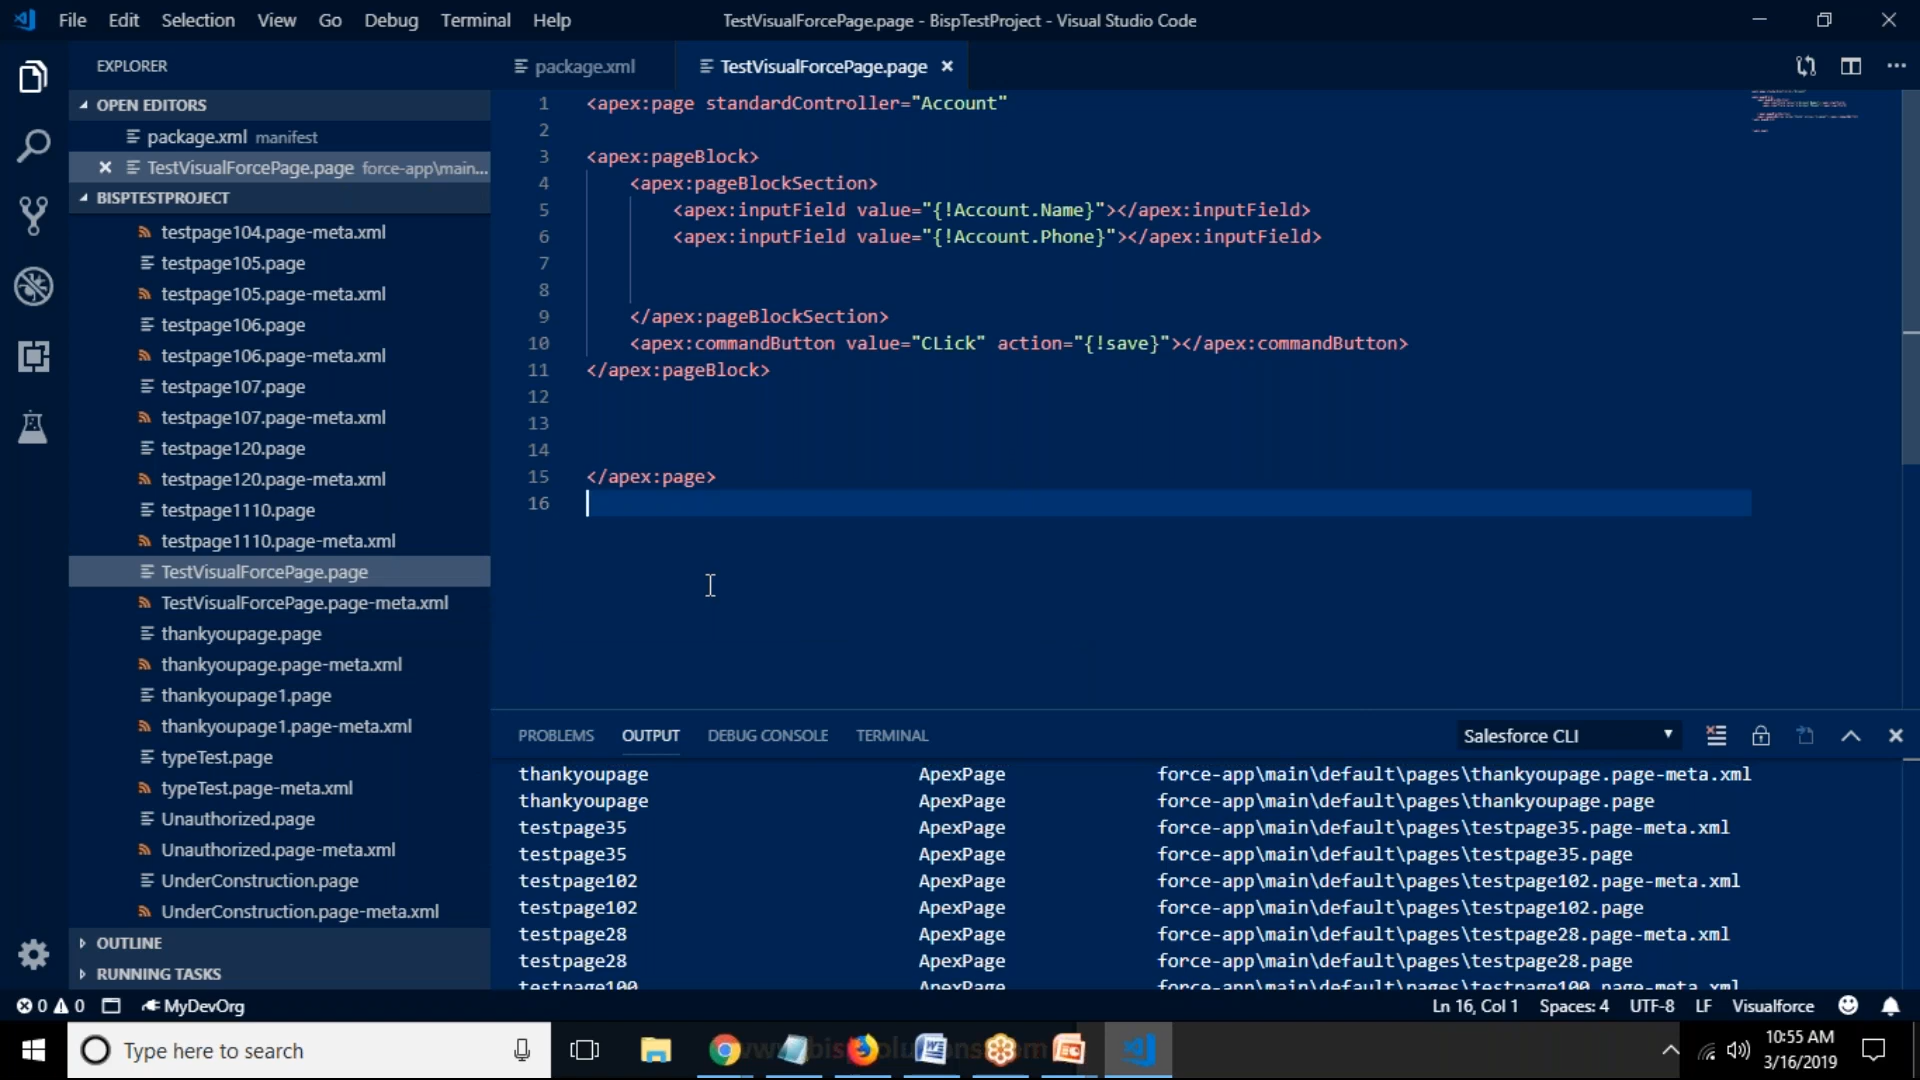 File Edit Selection View Go Debug Terminal Help
TestVisualForcePage.page - BispTestProject - Visual Studio Code
EXPLORER
OPEN EDITORS
package.xml manifest
TestVisualForcePage.page force-app\main...
BISPTESTPROJECT
testpage104.page-meta.xml
testpage105.page
testpage105.page-meta.xml
testpage106.page
testpage106.page-meta.xml
testpage107.page
testpage107.page-meta.xml
testpage120.page
testpage120.page-meta.xml
testpage1110.page
testpage1110.page-meta.xml
TestVisualForcePage.page
TestVisualForcePage.page-meta.xml
thankyoupage.page
thankyoupage.page-meta.xml
thankyoupage1.page
thankyoupage1.page-meta.xml
typeTest.page
typeTest.page-meta.xml
Unauthorized.page
Unauthorized.page-meta.xml
UnderConstruction.page
UnderConstruction.page-meta.xml
OUTLINE
RUNNING TASKS
package.xml TestVisualForcePage.page
1 <apex:page standardController="Account"
2
3 <apex:pageBlock>
4 <apex:pageBlockSection>
5 <apex:inputField value="{!Account.Name}"></apex:inputField>
6 <apex:inputField value="{!Account.Phone}"></apex:inputField>
7
8
9 </apex:pageBlockSection>
10 <apex:commandButton value="CLick" action="{!save}"></apex:commandButton>
11 </apex:pageBlock>
12
13
14
15 </apex:page>
16
PROBLEMS OUTPUT DEBUG CONSOLE TERMINAL Salesforce CLI
thankyoupage ApexPage force-app\main\default\pages\thankyoupage.page-meta.xml
thankyoupage ApexPage force-app\main\default\pages\thankyoupage.page
testpage35 ApexPage force-app\main\default\pages\testpage35.page-meta.xml
testpage35 ApexPage force-app\main\default\pages\testpage35.page
testpage102 ApexPage force-app\main\default\pages\testpage102.page-meta.xml
testpage102 ApexPage force-app\main\default\pages\testpage102.page
testpage28 ApexPage force-app\main\default\pages\testpage28.page-meta.xml
testpage28 ApexPage force-app\main\default\pages\testpage28.page
testpage100 ApexPage force-app\main\default\pages\testpage100.page-meta.xml
0 0 MyDevOrg Ln 16, Col 1 Spaces: 4 UTF-8 LF Visualforce
Type here to search
10:55 AM
3/16/2019